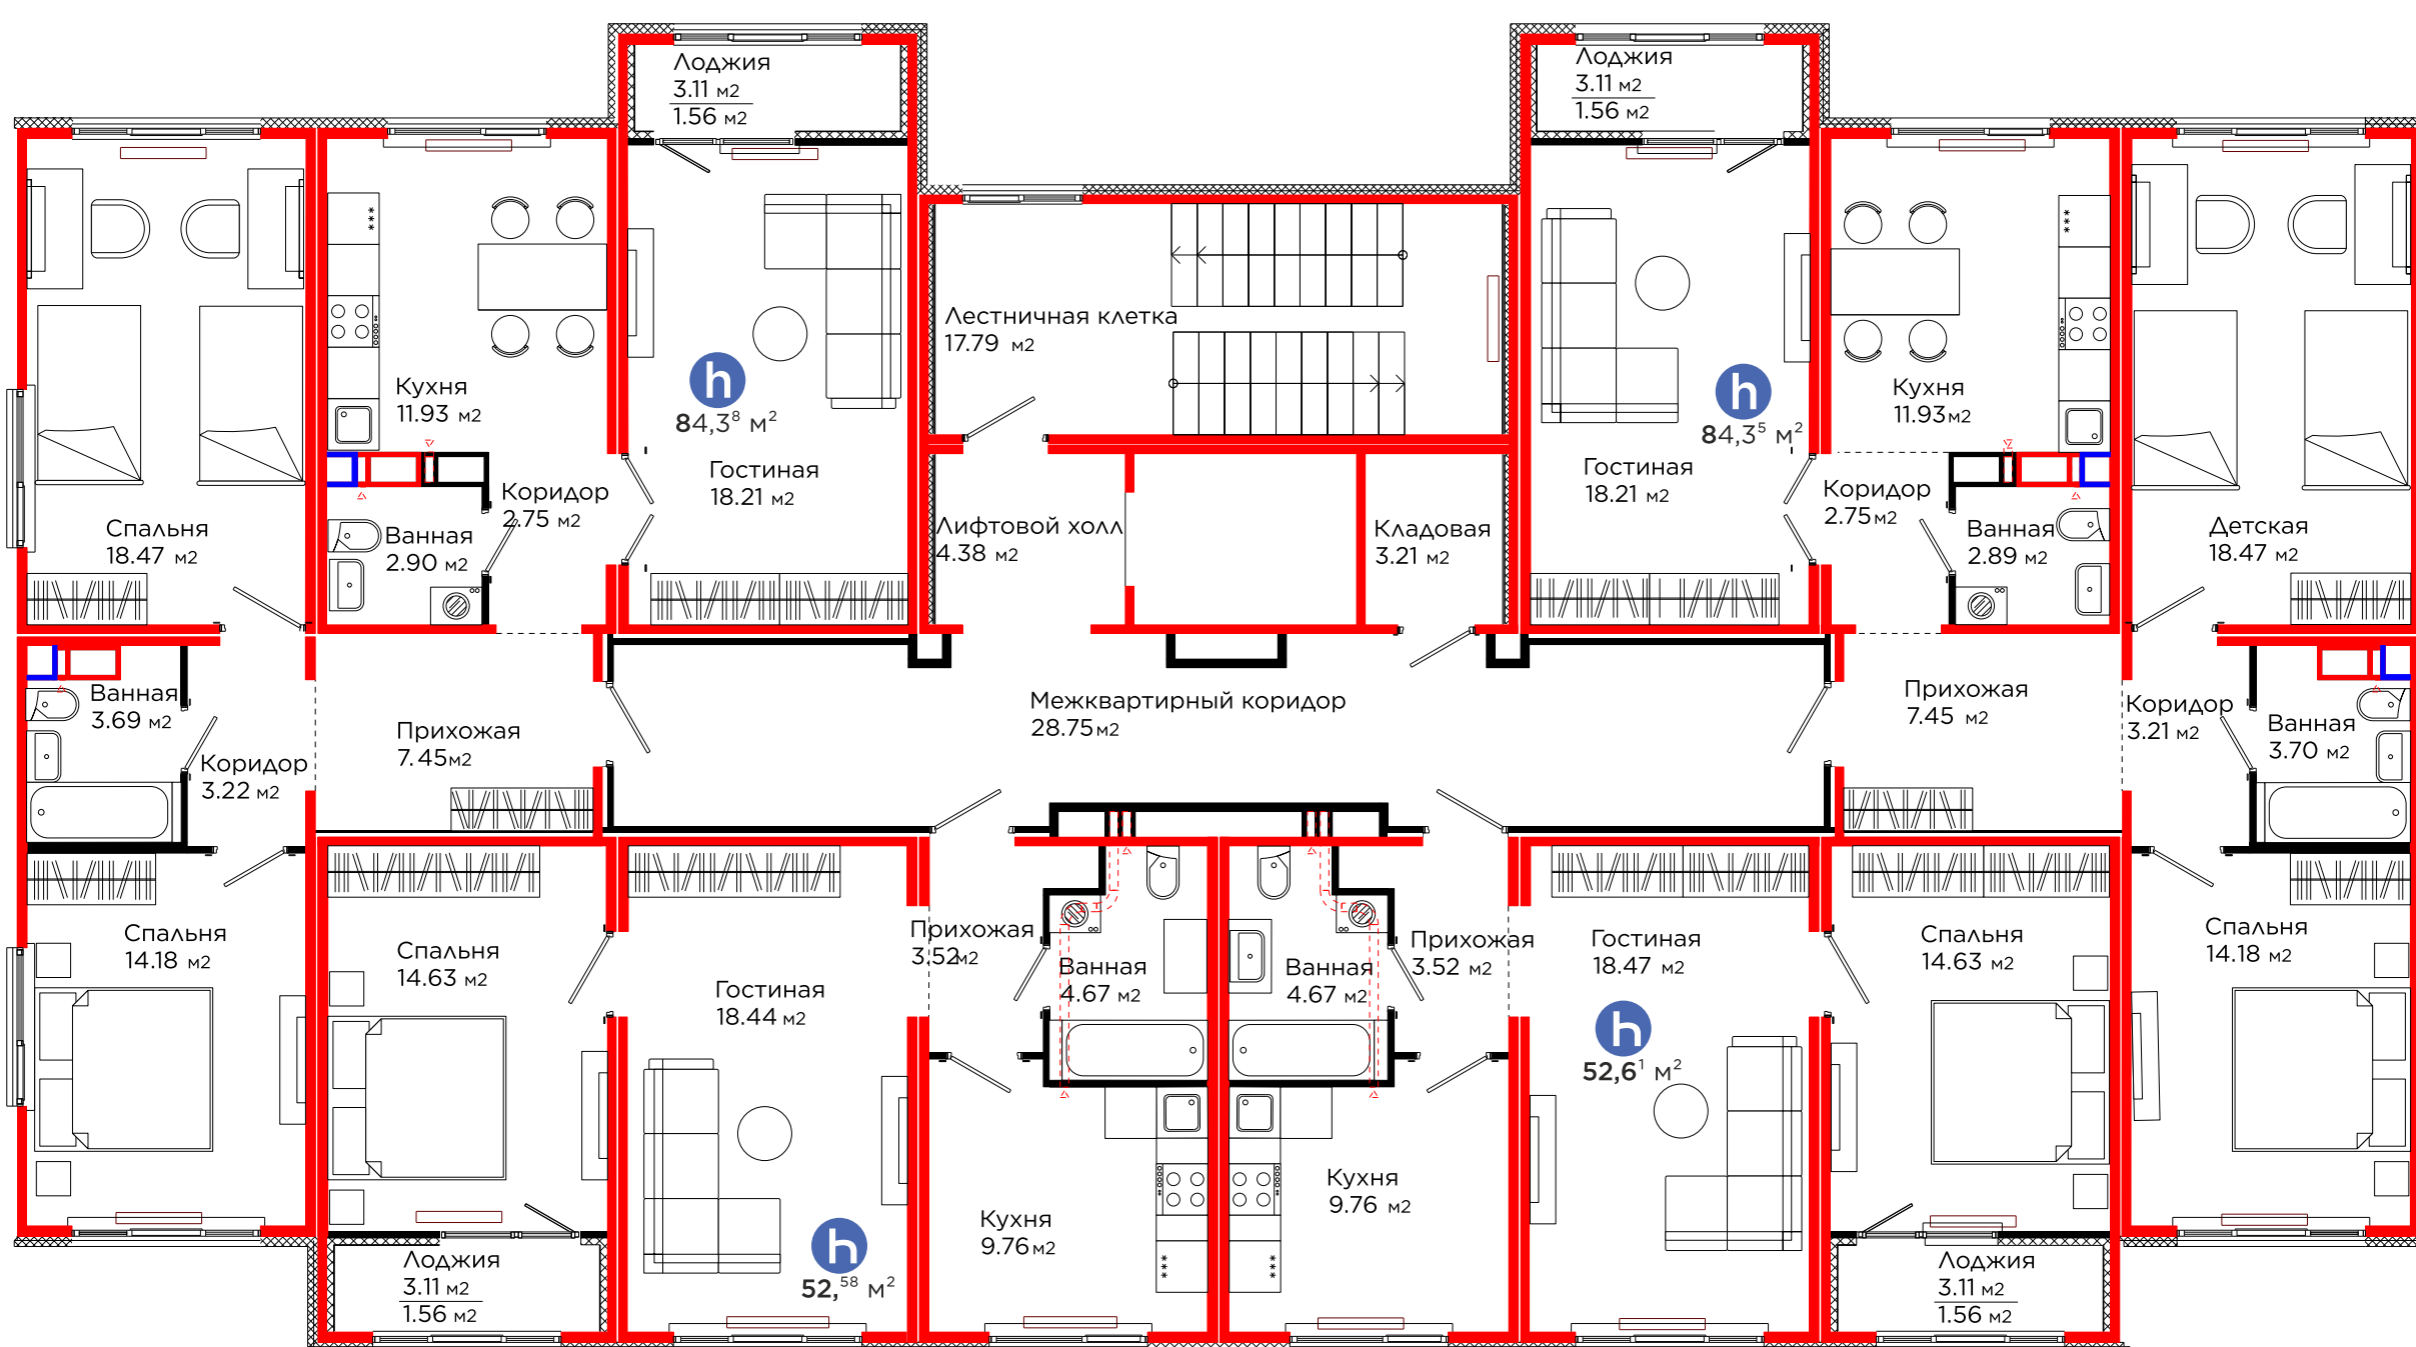 Лоджия
3.11 м2
1.56 м2
Лоджия
3.11 м2
1.56 м2
Лестничная клетка
17.79 м2
Кухня
11.93 м2
h
84,3⁸ м²
h
84,3⁵ м²
Кухня
11.93м2
Гостиная
18.21 м2
Гостиная
18.21 м2
Коридор
2.75 м2
Коридор
2.75м2
Спальня
18.47 м2
Ванная
2.90 м2
Лифтовой холл
4.38 м2
Кладовая
3.21 м2
Ванная
2.89 м2
Детская
18.47 м2
Ванная
3.69 м2
Прихожая
7.45м2
Коридор
3.22 м2
Межквартирный коридор
28.75м2
Прихожая
7.45 м2
Коридор
3.21 м2
Ванная
3.70 м2
Спальня
14.18 м2
Спальня
14.63 м2
Гостиная
18.44 м2
Прихожая
3.52м2
Ванная
4.67 м2
Ванная
4.67 м2
Прихожая
3.52 м2
Гостиная
18.47 м2
Спальня
14.63 м2
Спальня
14.18 м2
h
52,6¹ м²
Кухня
9.76м2
Кухня
9.76 м2
h
52,⁵⁸ м²
Лоджия
3.11 м2
1.56 м2
Лоджия
3.11 м2
1.56 м2